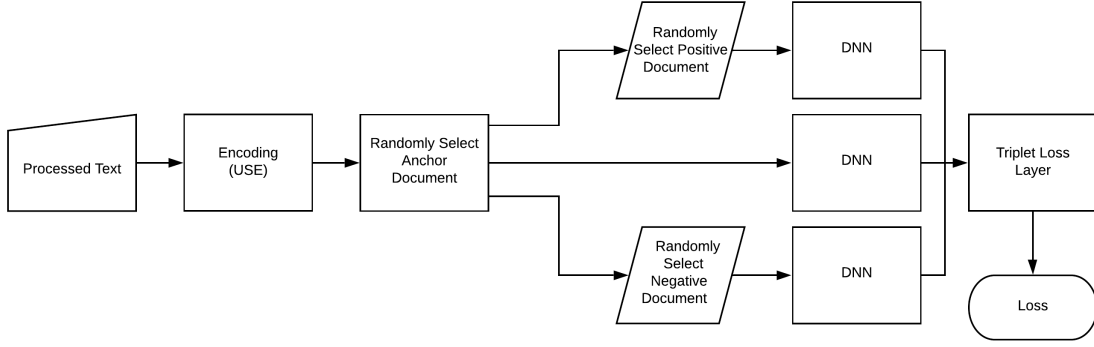 Processed Text
Encoding
(USE)
Randomly Select
Anchor
Document
Randomly
Select Positive
Document
DNN
DNN
Randomly
Select
Negative
Document
DNN
Triplet Loss
Layer
Loss